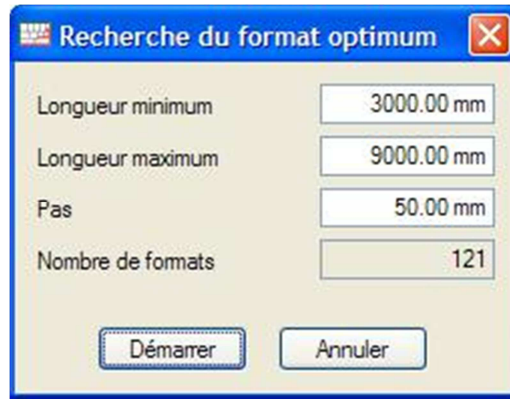 Recherche du format optimum
Longueur minimum 3000.00 mm
Longueur maximum 9000.00 mm
Pas 50.00 mm
Nombre de formats 121
Démarrer Annuler